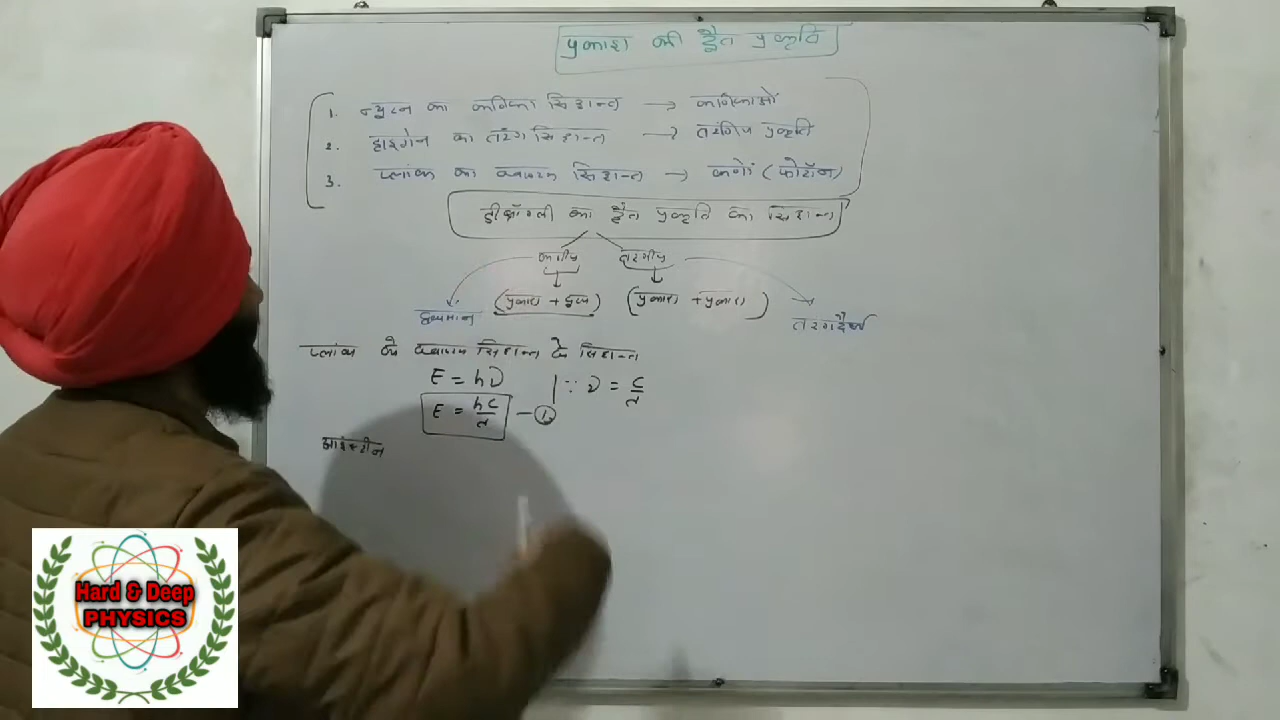 प्रकाश की द्वैत प्रकृति
1. न्यूटन का कणिका सिद्धान्त → कणिकाओं
2. हाइगेन का तरंग सिद्धान्त → तरंगिय प्रकृति
3. प्लांक का क्वाण्टम सिद्धान्त → कणों (फोटॉन)
डीब्रॉग्ली का द्वैत प्रकृति का सिद्धान्त
कणीय तरंगीय
द्रव्यमान (प्रकाश + द्रव्य) (प्रकाश + प्रकाश) तरंगदैर्ध्य
प्लांक के क्वाण्टम सिद्धान्त के सिद्धान्त
E = hν | ∵ ν = c/λ
E = hc/λ — ①
आइंस्टीन
Hard & Deep
PHYSICS